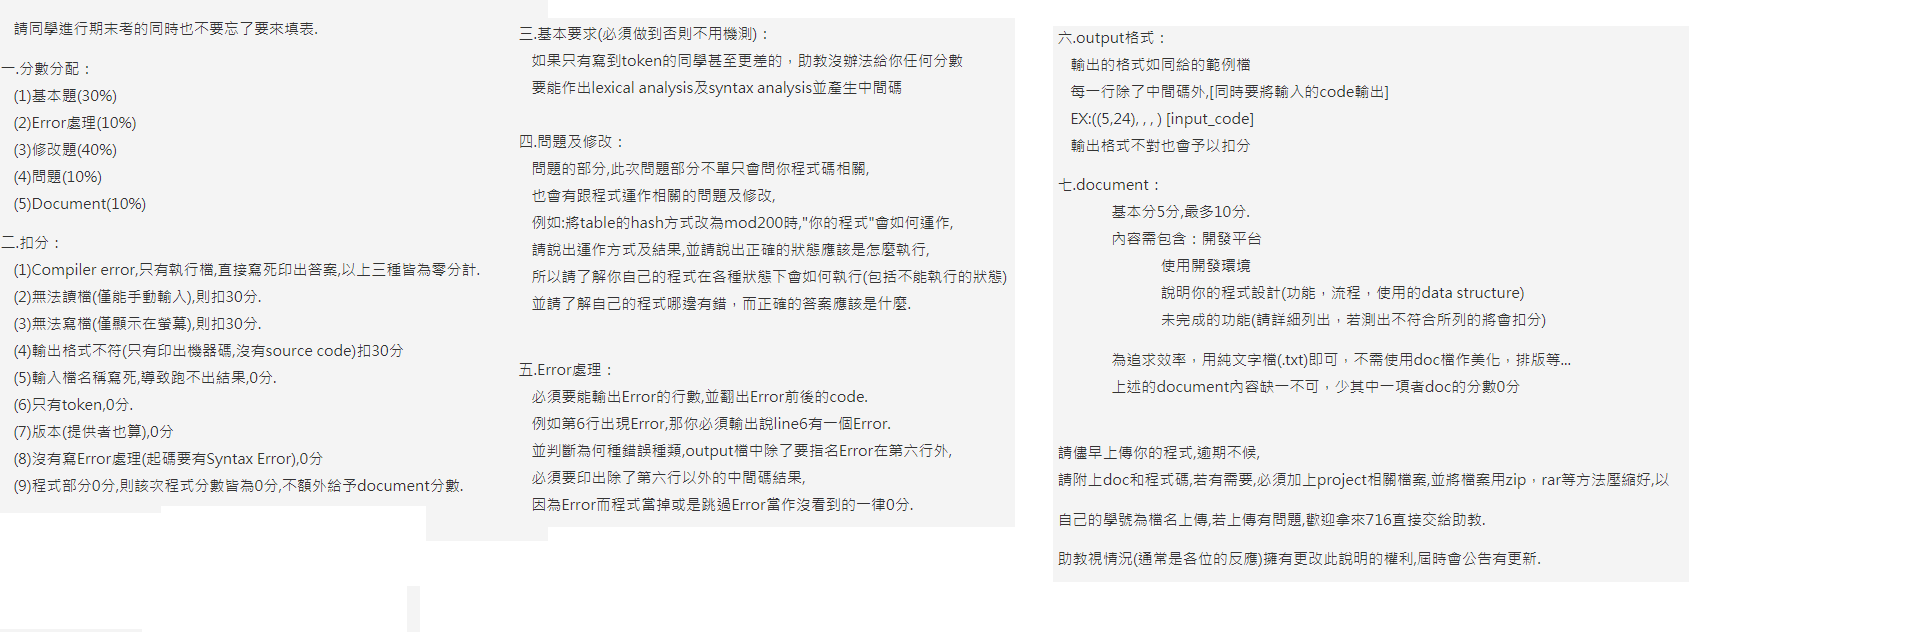 請同學進行期末考的同時也不要忘了要來填表.
一.分數分配：
(1)基本題(30%)
(2)Error處理(10%)
(3)修改題(40%)
(4)問題(10%)
(5)Document(10%)
二.扣分：
(1)Compiler error,只有執行檔,直接寫死印出答案,以上三種皆為零分計.
(2)無法讀檔(僅能手動輸入),則扣30分.
(3)無法寫檔(僅顯示在螢幕),則扣30分.
(4)輸出格式不符(只有印出機器碼,沒有source code)扣30分
(5)輸入檔名稱寫死,導致跑不出結果,0分.
(6)只有token,0分.
(7)版本(提供者也算),0分
(8)沒有寫Error處理(起碼要有Syntax Error),0分
(9)程式部分0分,則該次程式分數皆為0分,不額外給予document分數.
三.基本要求(必須做到否則不用機測)：
如果只有寫到token的同學甚至更差的，助教沒辦法給你任何分數
要能作出lexical analysis及syntax analysis並產生中間碼
四.問題及修改：
問題的部分,此次問題部分不單只會問你程式碼相關,
也會有跟程式運作相關的問題及修改,
例如:將table的hash方式改為mod200時,"你的程式"會如何運作,
請說出運作方式及結果,並請說出正確的狀態應該是怎麼執行,
所以請了解你自己的程式在各種狀態下會如何執行(包括不能執行的狀態)
並請了解自己的程式哪邊有錯，而正確的答案應該是什麼.
五.Error處理：
必須要能輸出Error的行數,並翻出Error前後的code.
例如第6行出現Error,那你必須輸出說line6有一個Error.
並判斷為何種錯誤種類,output檔中除了要指名Error在第六行外,
必須要印出除了第六行以外的中間碼結果,
因為Error而程式當掉或是跳過Error當作沒看到的一律0分.
六.output格式：
輸出的格式如同給的範例檔
每一行除了中間碼外,[同時要將輸入的code輸出]
EX:((5,24), , , ) [input_code]
輸出格式不對也會予以扣分
七.document：
基本分5分,最多10分.
內容需包含：開發平台
使用開發環境
說明你的程式設計(功能，流程，使用的data structure)
未完成的功能(請詳細列出，若測出不符合所列的將會扣分)
為追求效率，用純文字檔(.txt)即可，不需使用doc檔作美化，排版等...
上述的document內容缺一不可，少其中一項者doc的分數0分
請儘早上傳你的程式,逾期不候,
請附上doc和程式碼,若有需要,必須加上project相關檔案,並將檔案用zip，rar等方法壓縮好,以
自己的學號為檔名上傳,若上傳有問題,歡迎拿來716直接交給助教.
助教視情況(通常是各位的反應)擁有更改此說明的權利,屆時會公告有更新.